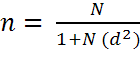 n = N / 1+N (d²)